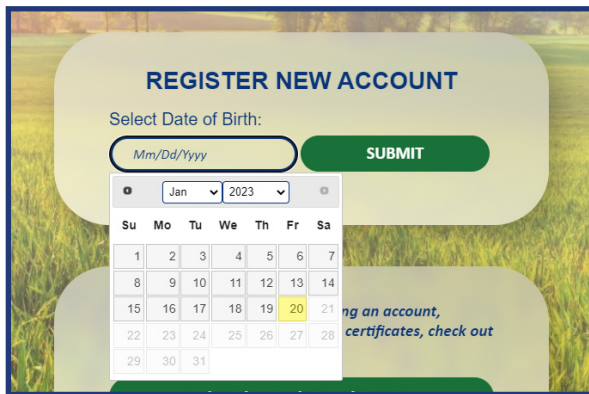 REGISTER NEW ACCOUNT
Select Date of Birth:
Mm/Dd/Yyyy
SUBMIT
Jan 2023
Su Mo Tu We Th Fr Sa
1 2 3 4 5 6 7
8 9 10 11 12 13 14
15 16 17 18 19 20 21
22 23 24 25 26 27 28
29 30 31
an account,
certificates, check out